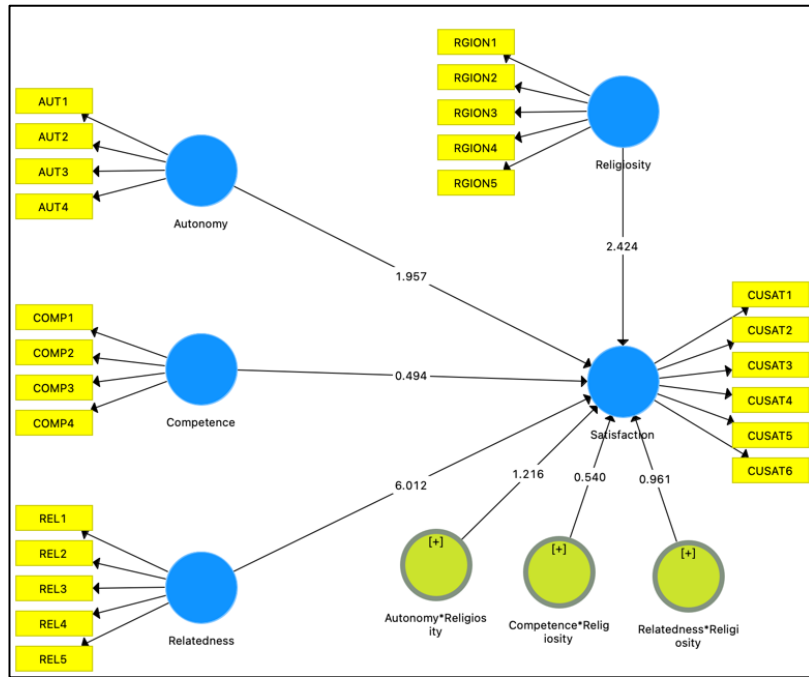 RGION1
RGION2
RGION3
RGION4
RGION5
Religiosity
AUT1
AUT2
AUT3
AUT4
Autonomy
2.424
1.957
COMP1
COMP2
COMP3
COMP4
Competence
0.494
CUSAT1
CUSAT2
CUSAT3
CUSAT4
CUSAT5
CUSAT6
Satisfaction
6.012
1.216
0.540
0.961
REL1
REL2
REL3
REL4
REL5
Relatedness
[+]
Autonomy*Religios
ity
[+]
Competence*Relig
iosity
[+]
Relatedness*Religi
osity